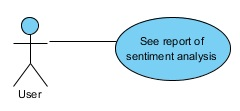 See report of
sentiment analysis
User